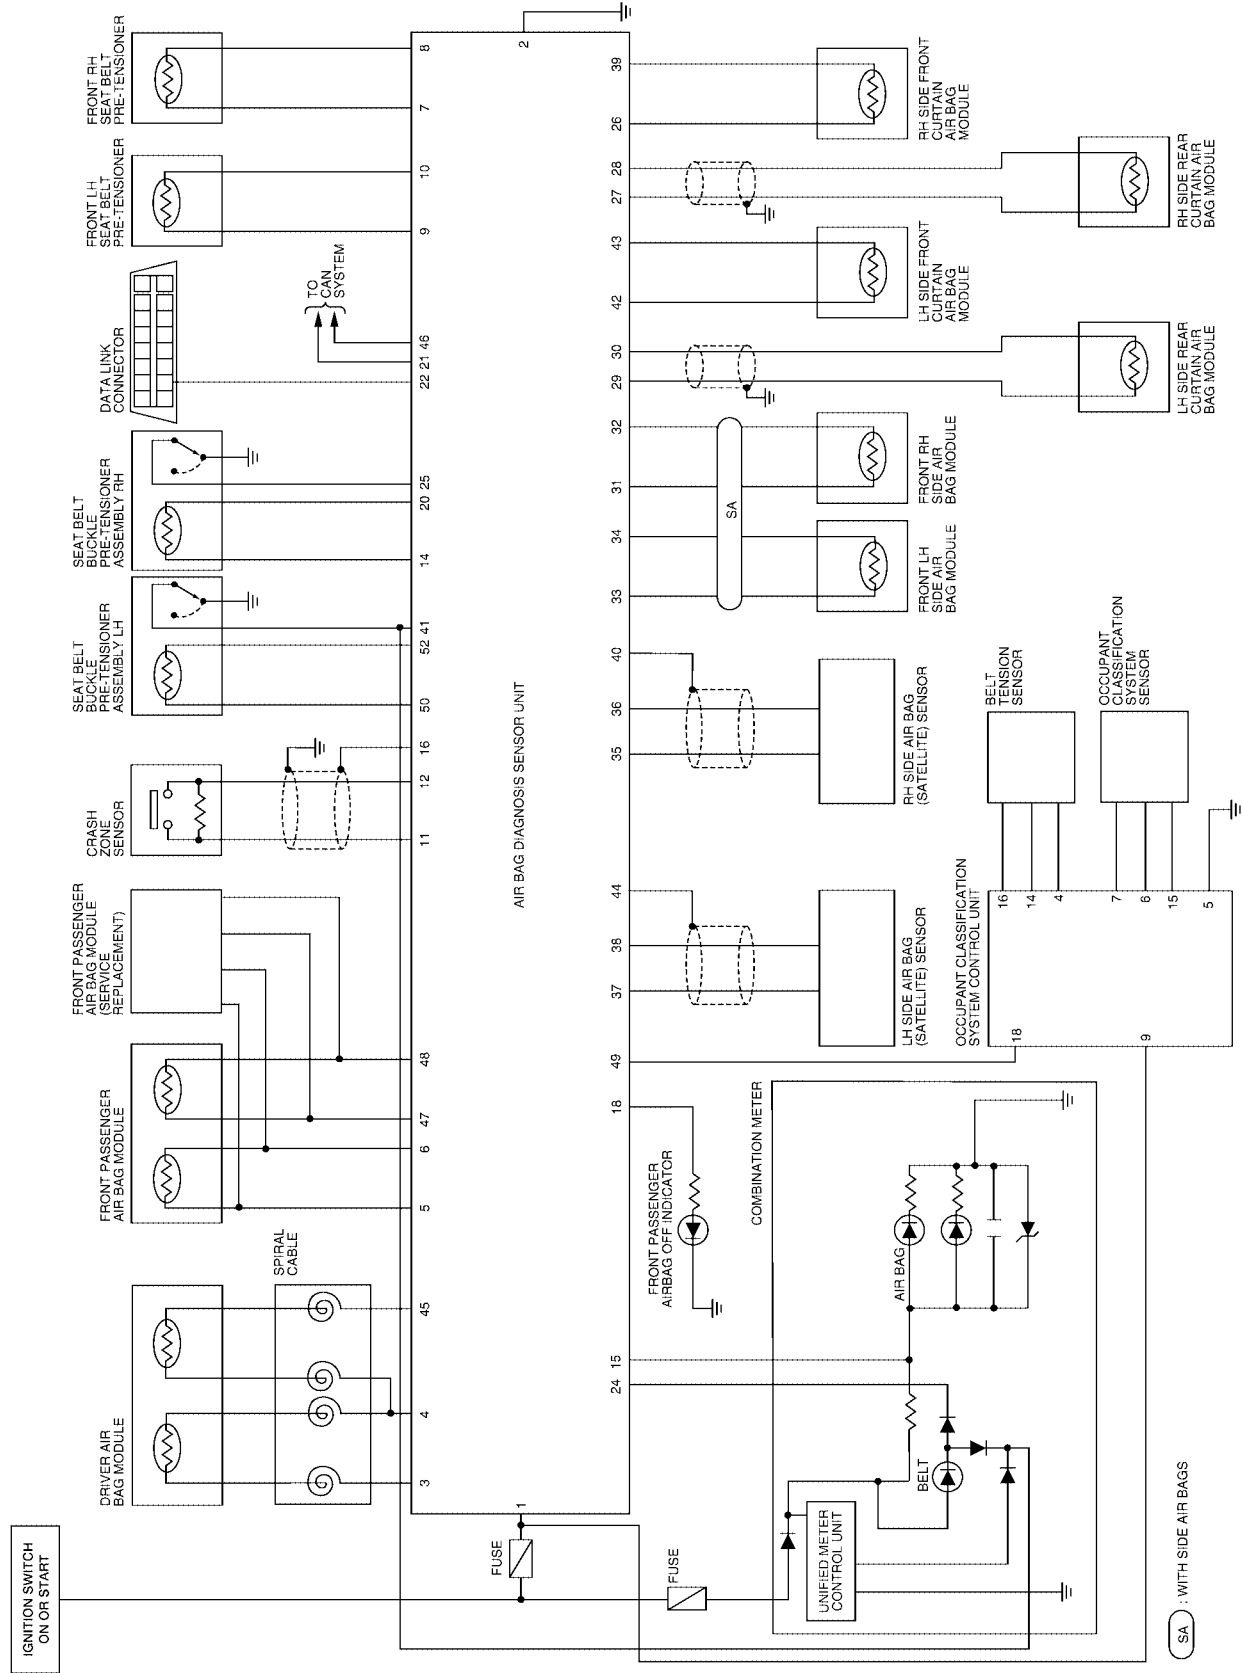 IGNITION SWITCH
ON OR START
FUSE
FUSE
DRIVER AIR
BAG MODULE
SPIRAL
CABLE
FRONT PASSENGER
AIR BAG MODULE
FRONT PASSENGER
AIR BAG MODULE
(SERVICE
REPLACEMENT)
CRASH
ZONE
SENSOR
SEAT BELT
BUCKLE
PRE-TENSIONER
ASSEMBLY LH
SEAT BELT
BUCKLE
PRE-TENSIONER
ASSEMBLY RH
DATA LINK
CONNECTOR
TO
CAN
SYSTEM
FRONT LH
SEAT BELT
PRE-TENSIONER
FRONT RH
SEAT BELT
PRE-TENSIONER
1
3
4
45
5
6
47
48
11
12
16
50
52
41
14
20
25
22
21
46
9
10
7
8
2
AIR BAG DIAGNOSIS SENSOR UNIT
24
15
18
49
37
38
44
35
36
40
33
34
31
32
29
30
42
43
27
28
26
39
SA
FRONT PASSENGER
AIRBAG OFF INDICATOR
LH SIDE AIR BAG
(SATELLITE) SENSOR
RH SIDE AIR BAG
(SATELLITE) SENSOR
FRONT LH
SIDE AIR
BAG MODULE
FRONT RH
SIDE AIR
BAG MODULE
LH SIDE FRONT
CURTAIN
AIR BAG
MODULE
RH SIDE FRONT
CURTAIN
AIR BAG
MODULE
LH SIDE REAR
CURTAIN AIR
BAG MODULE
RH SIDE REAR
CURTAIN AIR
BAG MODULE
COMBINATION METER
UNIFIED METER
CONTROL UNIT
BELT
AIR BAG
OCCUPANT CLASSIFICATION
SYSTEM CONTROL UNIT
18
9
16
14
4
7
6
15
5
BELT
TENSION
SENSOR
OCCUPANT
CLASSIFICATION
SYSTEM
SENSOR
SA : WITH SIDE AIR BAGS